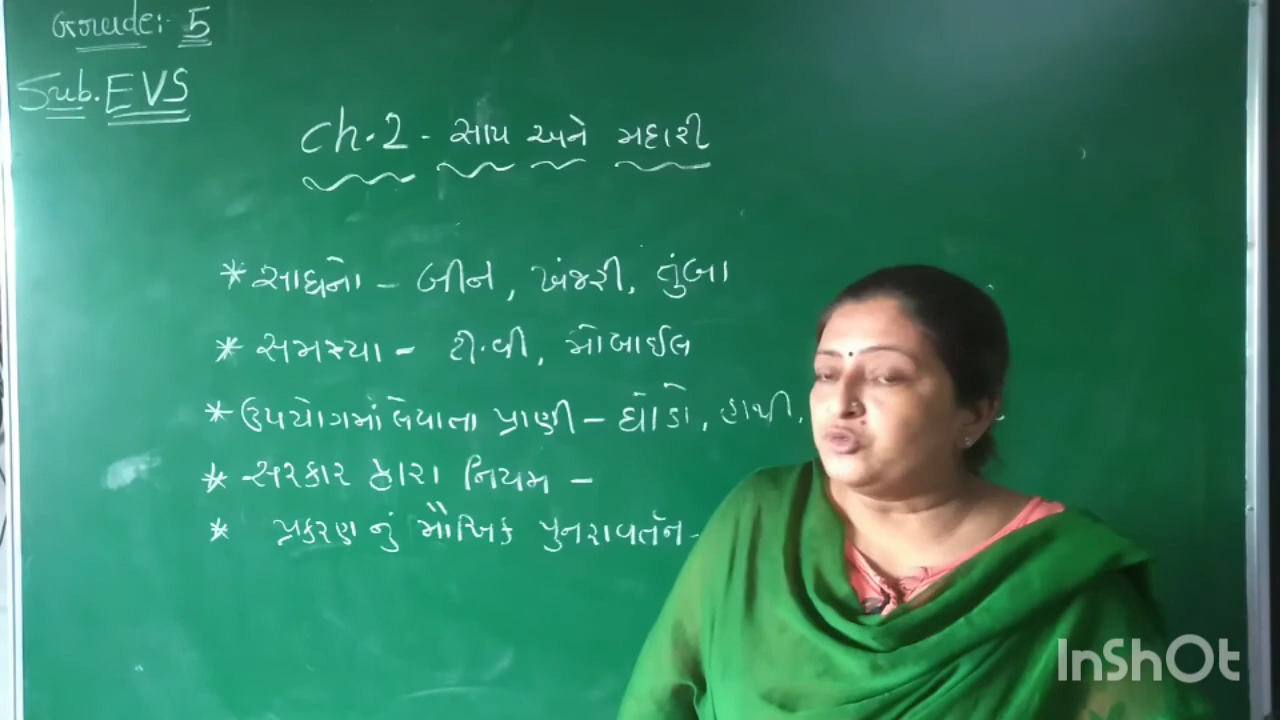 Grade:- 5
Sub. EVS
Ch. 2 - સાપ અને મદારી
* સાધનો - બીન, ખંજરી, તુંબા
* સમસ્યા - ટી.વી, મોબાઈલ
* ઉપયોગમાં લેવાતા પ્રાણી - ઘોડો, હાથી,
* સરકાર દ્વારા નિયમ -
* પ્રકરણ નું મૌખિક પુનરાવર્તન -
InShOt